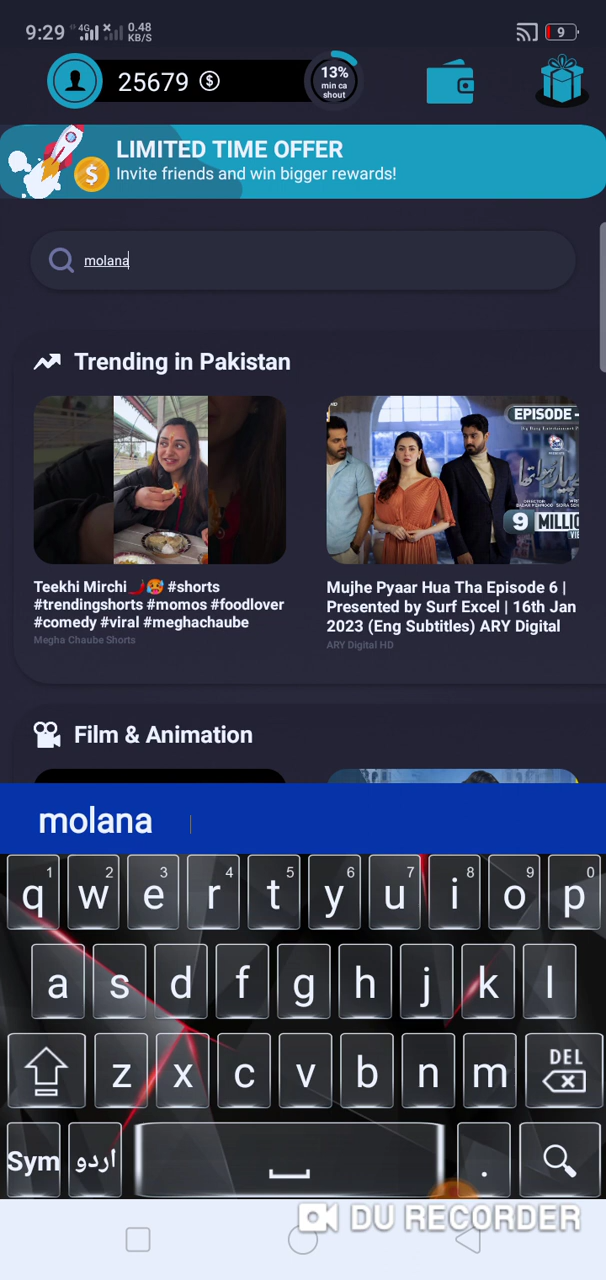 9:29 4G 0.48 KB/S 9
25679 $
13%
min ca
shout
LIMITED TIME OFFER
Invite friends and win bigger rewards!
$
molana
Trending in Pakistan
EPISODE -
9 MILLIO
Teekhi Mirchi🌶️🥵 #shorts
#trendingshorts #momos #foodlover
#comedy #viral #meghachaube
Megha Chaube Shorts
Mujhe Pyaar Hua Tha Episode 6 |
Presented by Surf Excel | 16th Jan
2023 (Eng Subtitles) ARY Digital
ARY Digital HD
Film & Animation
molana
1 2 3 4 5 6 7 8 9 0
q w e r t y u i o p
a s d f g h j k l
z x c v b n m DEL
Sym اردو .
DU RECORDER